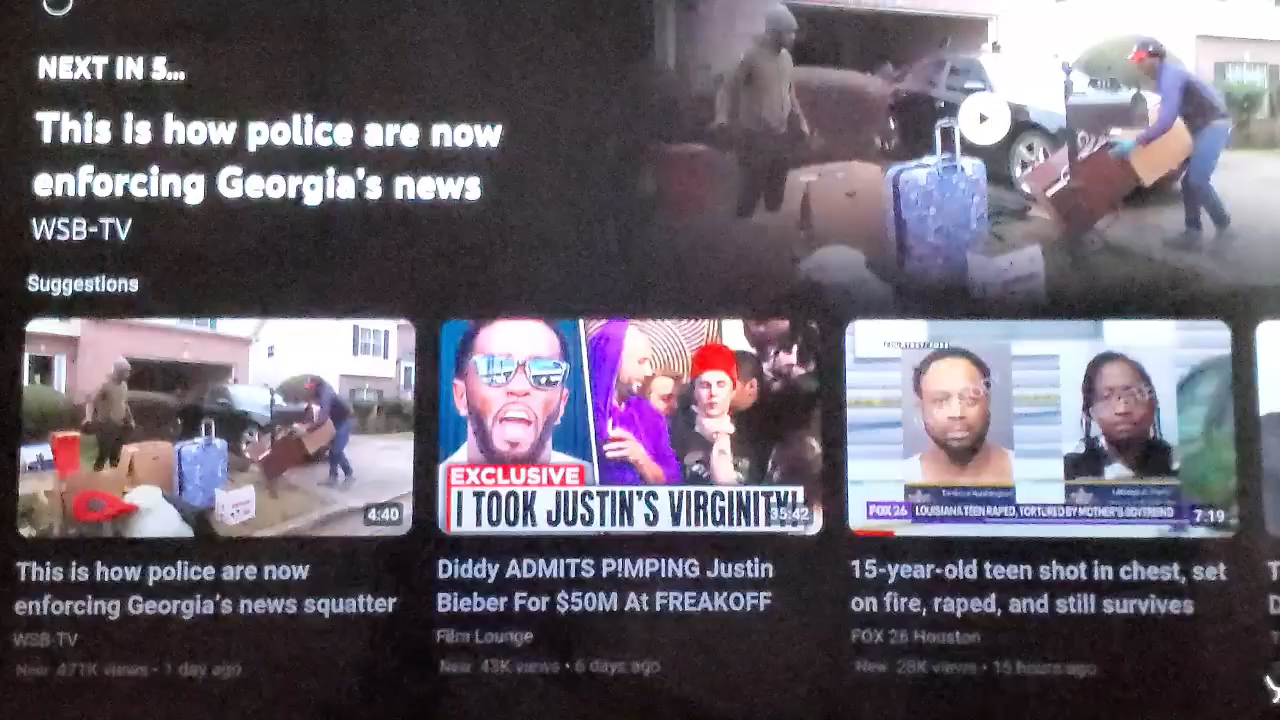 NEXT IN 5...
This is how police are now
enforcing Georgia's news
WSB-TV
Suggestions
4:40
EXCLUSIVE
I TOOK JUSTIN'S VIRGINITY!
35:42
FOX 26
LOUISIANA TEEN RAPED, TORTURED BY MOTHER'S BOYFRIEND
7:19
This is how police are now
enforcing Georgia's news squatter
WSB-TV
New 471K views • 1 day ago
Diddy ADMITS P!MPING Justin
Bieber For $50M At FREAKOFF
Film Lounge
New 43K views • 6 days ago
15-year-old teen shot in chest, set
on fire, raped, and still survives
FOX 26 Houston
New 28K views • 15 hours ago